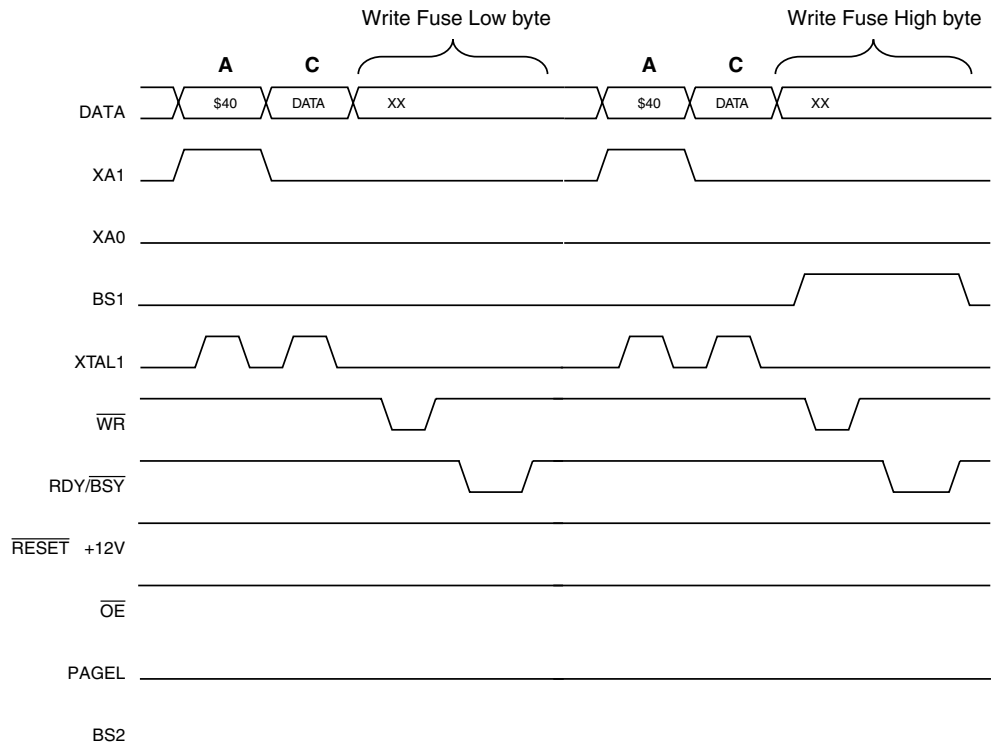 Write Fuse Low byte Write Fuse High byte
A C A C
DATA $40 DATA XX $40 DATA XX
XA1
XA0
BS1
XTAL1
WR
RDY/BSY
RESET +12V
OE
PAGEL
BS2